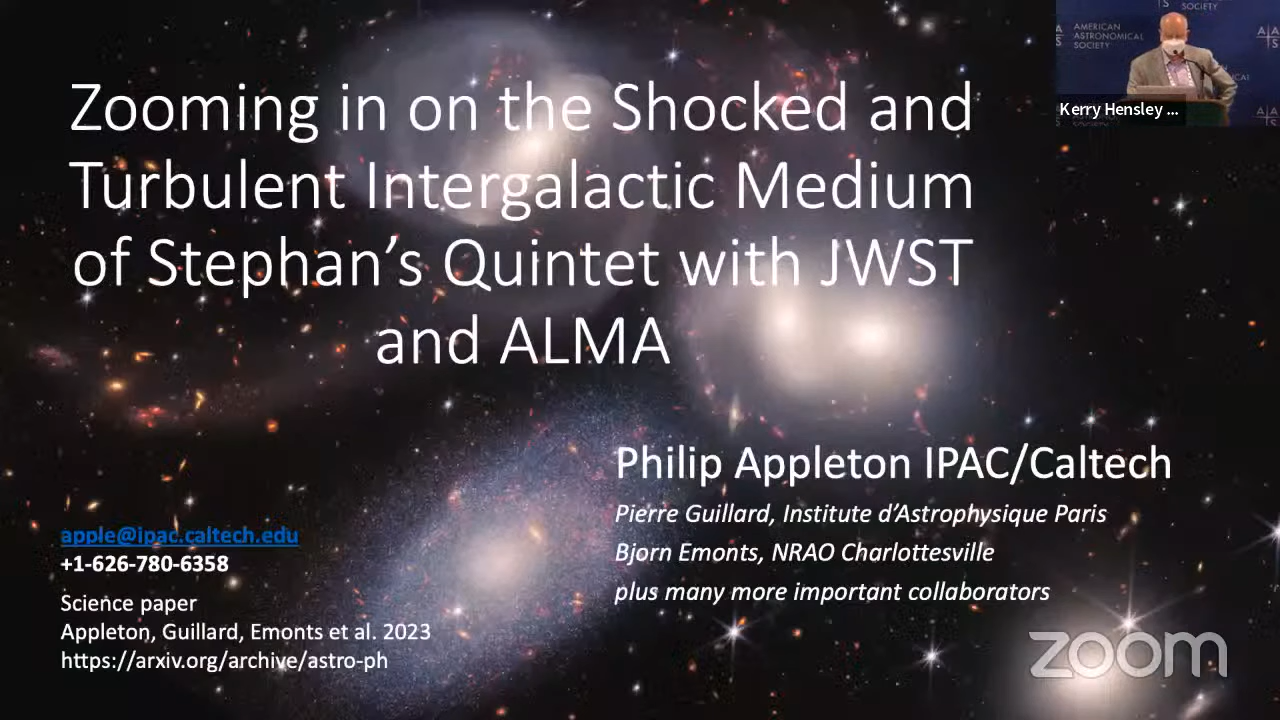 Zooming in on the Shocked and
Turbulent Intergalactic Medium
of Stephan's Quintet with JWST
and ALMA
SOCIETY
AMERICAN
ASTRONOMICAL
SOCIETY
Kerry Hensley ...
Philip Appleton IPAC/Caltech
Pierre Guillard, Institute d'Astrophysique Paris
Bjorn Emonts, NRAO Charlottesville
plus many more important collaborators
apple@ipac.caltech.edu
+1-626-780-6358
Science paper
Appleton, Guillard, Emonts et al. 2023
https://arxiv.org/archive/astro-ph
zoom